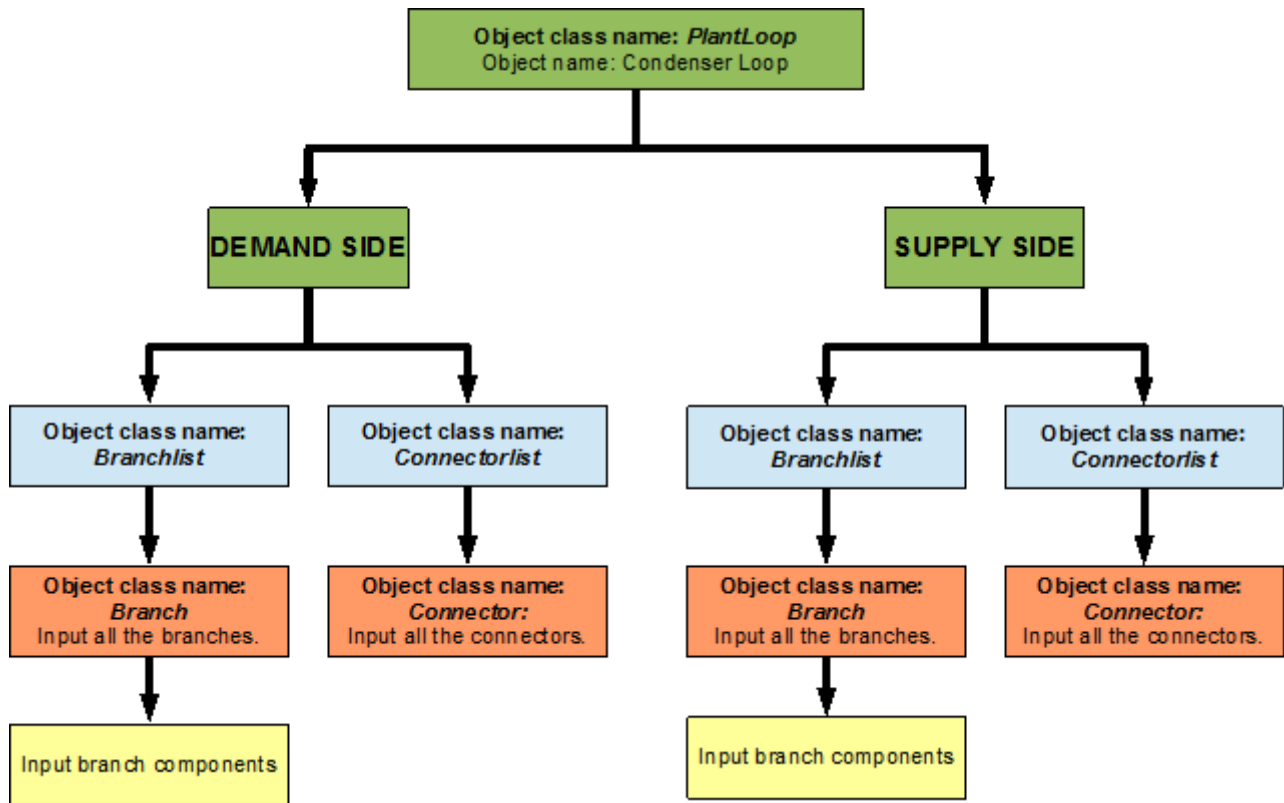 Object class name: PlantLoop
Object name: Condenser Loop
DEMAND SIDE
SUPPLY SIDE
Object class name:
Branchlist
Object class name:
Connectorlist
Object class name:
Branchlist
Object class name:
Connectorlist
Object class name:
Branch
Input all the branches.
Object class name:
Connector:
Input all the connectors.
Object class name:
Branch
Input all the branches.
Object class name:
Connector:
Input all the connectors.
Input branch components
Input branch components